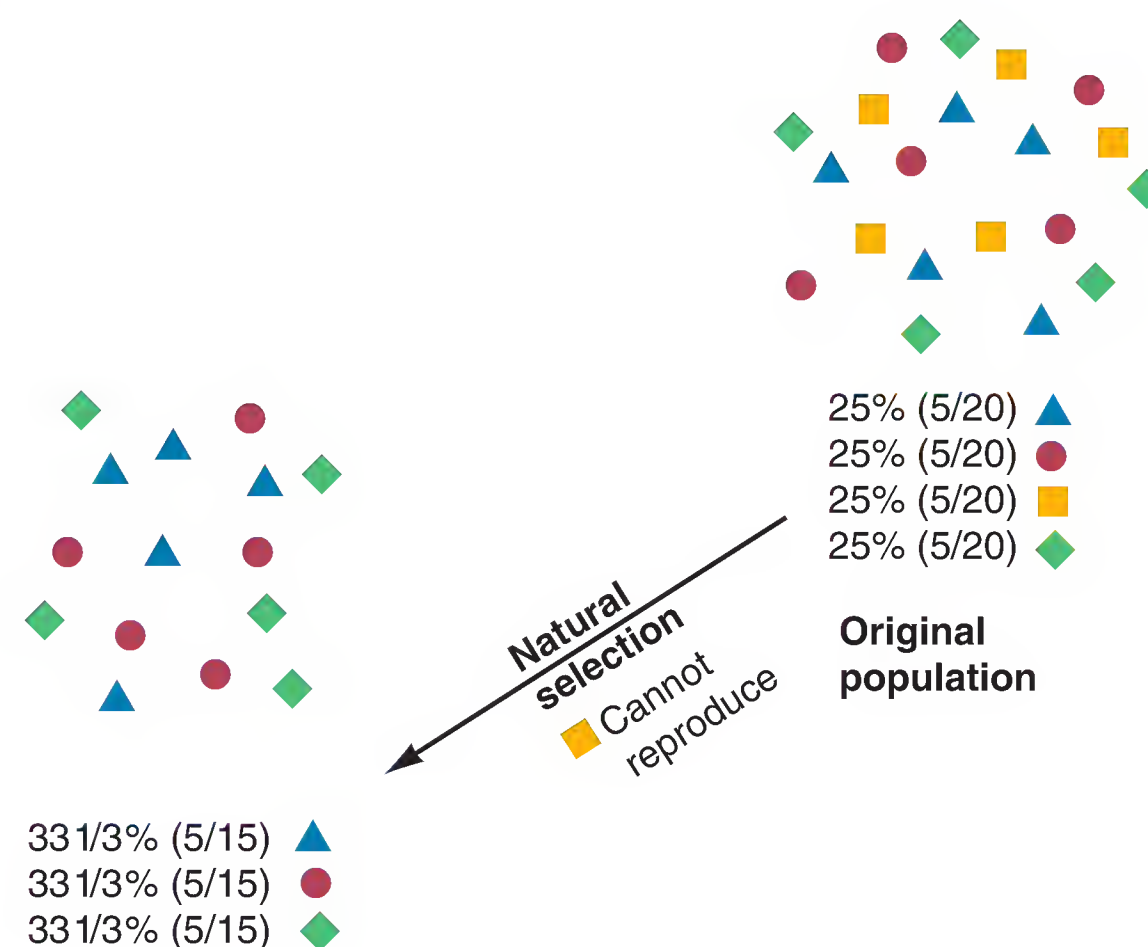 25% (5/20)
25% (5/20)
25% (5/20)
25% (5/20)
Original
population
Natural
selection
Cannot
reproduce
33 1/3% (5/15)
33 1/3% (5/15)
33 1/3% (5/15)